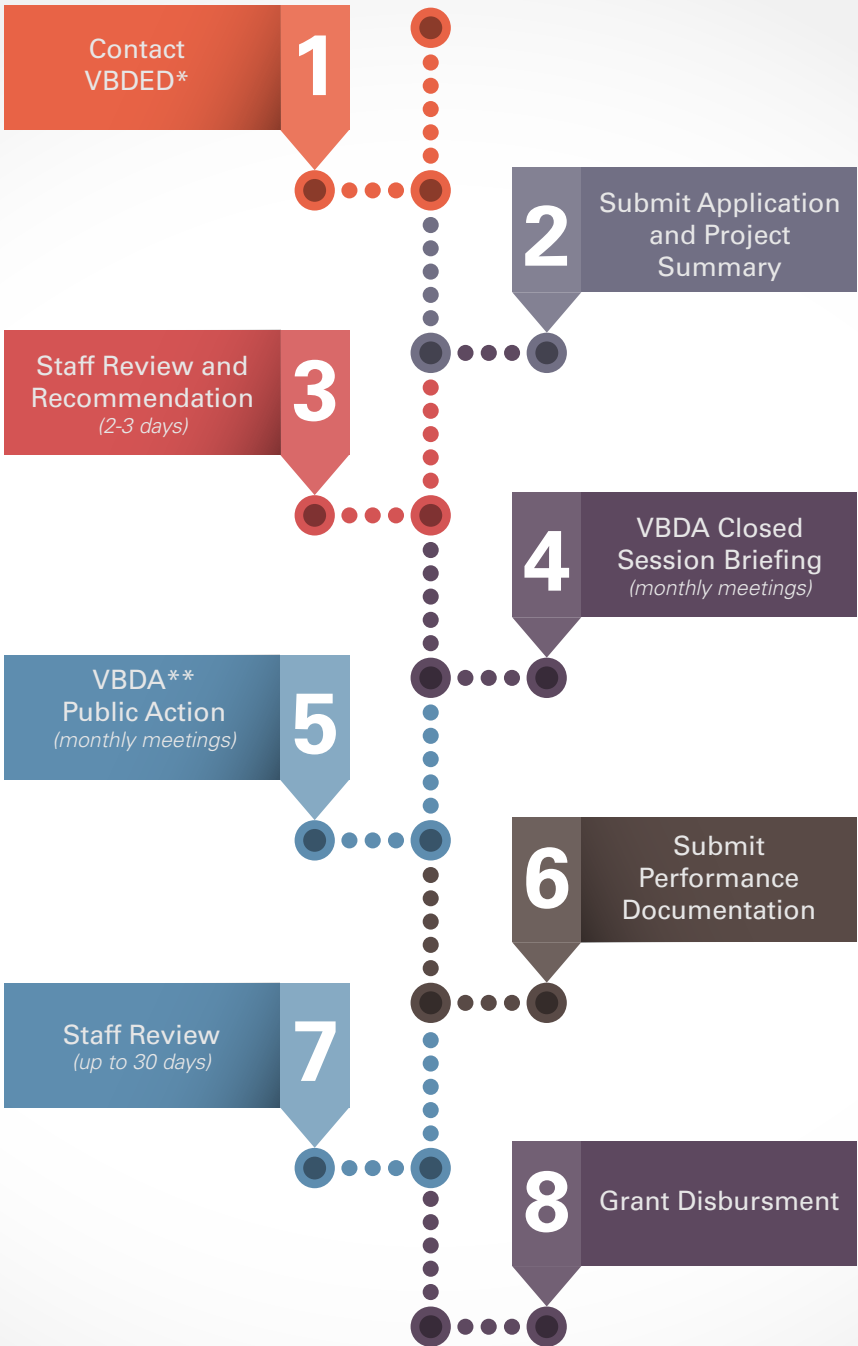 Contact
VBDED*
1
2
Submit Application
and Project
Summary
Staff Review and
Recommendation
(2-3 days)
3
4
VBDA Closed
Session Briefing
(monthly meetings)
VBDA**
Public Action
(monthly meetings)
5
6
Submit
Performance
Documentation
Staff Review
(up to 30 days)
7
8
Grant Disbursment